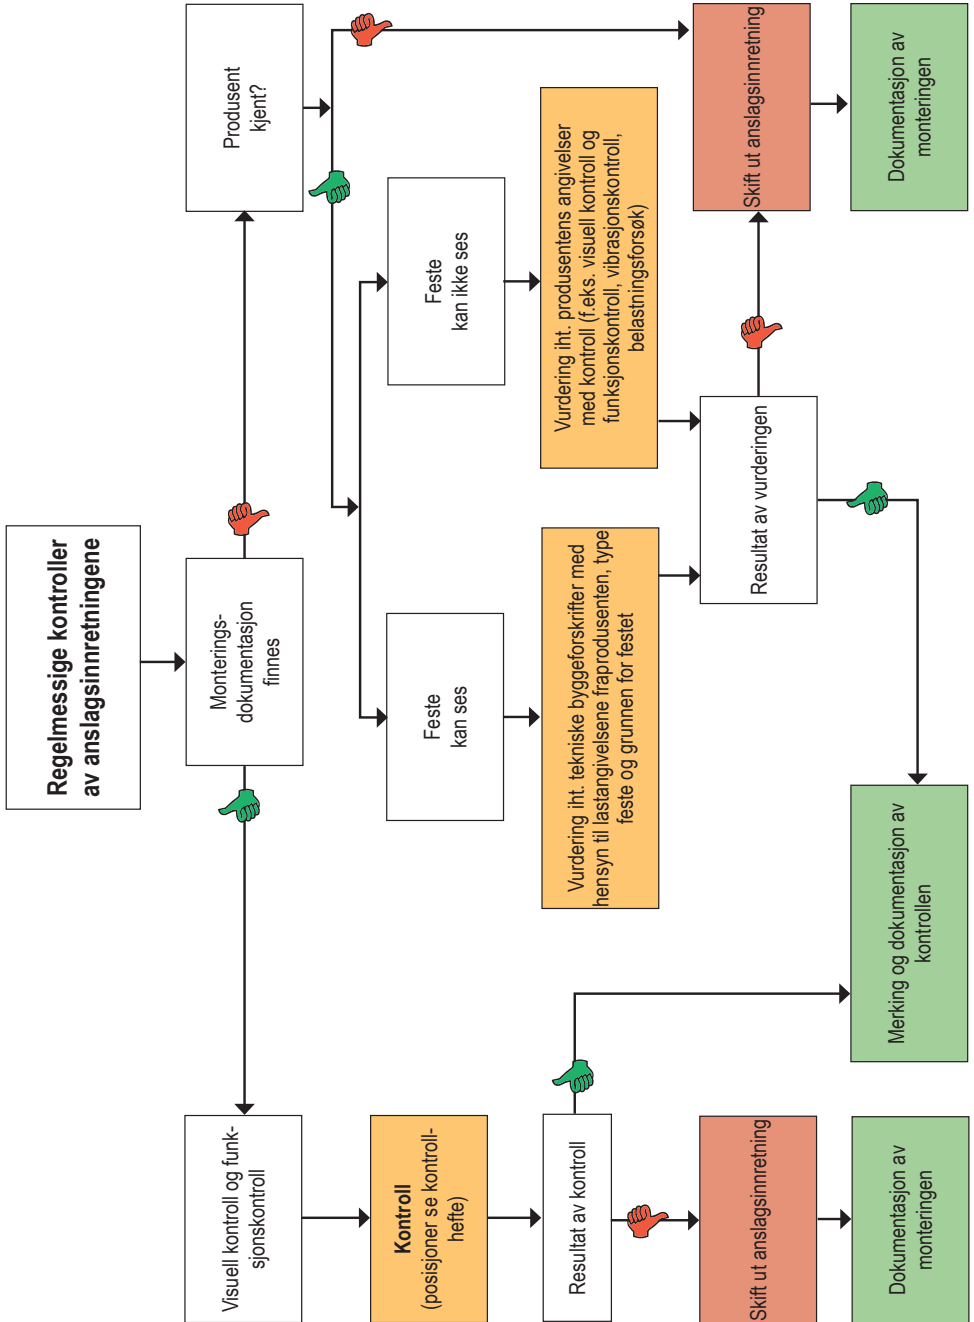 Regelmessige kontroller
av anslagsinnretningene
Monterings-
dokumentasjon
finnes
Visuell kontroll og funk-
sjonskontroll
Kontroll
(posisjoner se kontroll-
hefte)
Resultat av kontroll
Skift ut anslagsinnretning
Dokumentasjon av
monteringen
Merking og dokumentasjon av
kontrollen
Produsent
kjent?
Feste
kan ses
Feste
kan ikke ses
Vurdering iht. tekniske byggeforskrifter med
hensyn til lastangivelsene fraprodusenten, type
feste og grunnen for festet
Vurdering iht. produsentens angivelser
med kontroll (f.eks. visuell kontroll og
funksjonskontroll, vibrasjonskontroll,
belastningsforsøk)
Resultat av vurderingen
Skift ut anslagsinnretning
Dokumentasjon av
monteringen